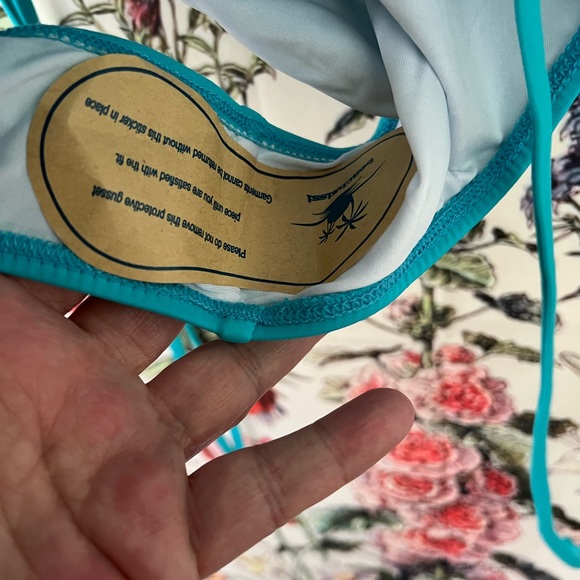 Please do not remove this protective gusset
piece until you are satisfied with the fit.
Garments cannot be returned without this sticker in place